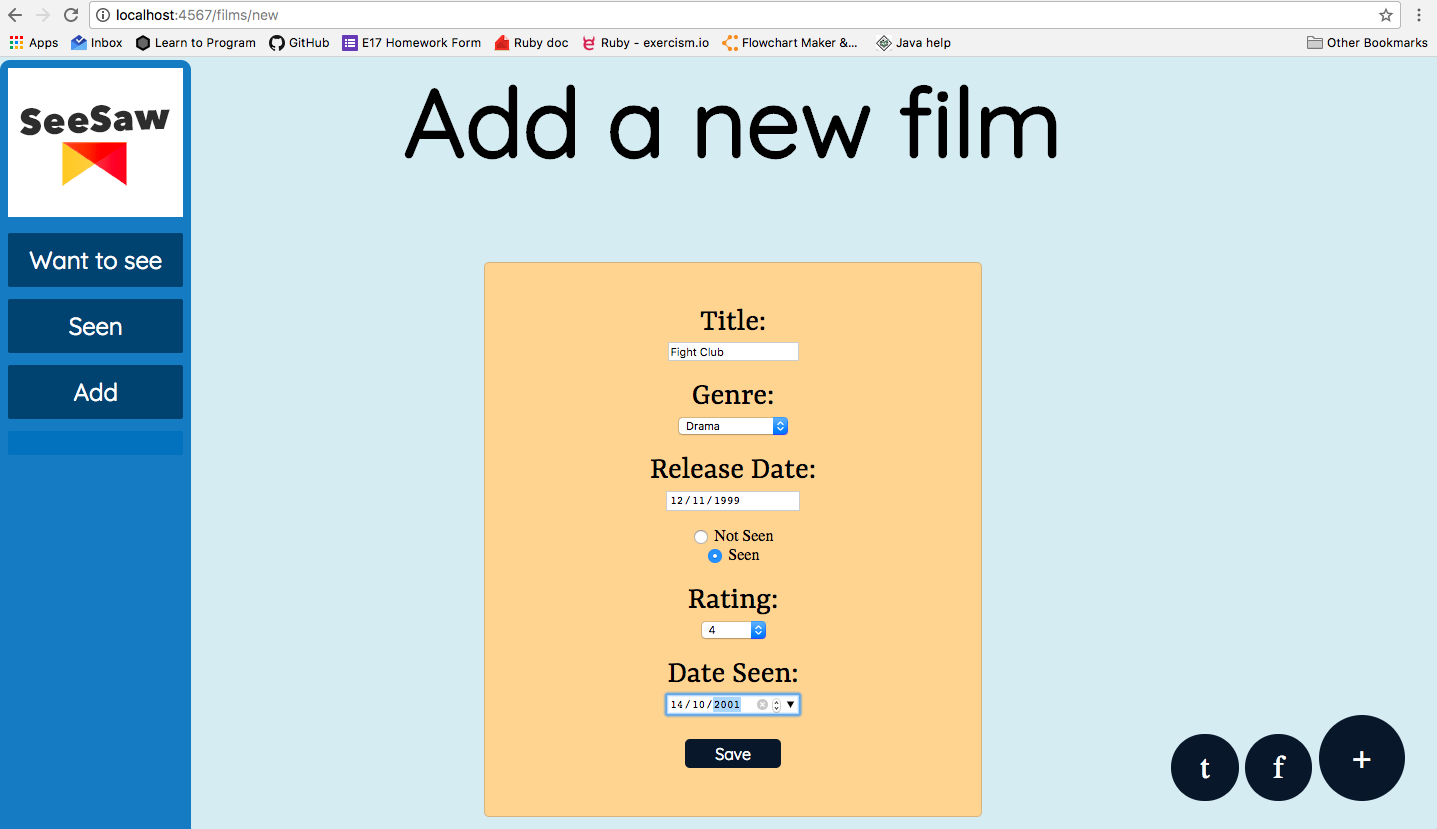 localhost:4567/films/new
Apps Inbox Learn to Program GitHub E17 Homework Form Ruby doc Ruby - exercism.io Flowchart Maker &... Java help Other Bookmarks
SeeSaw
Want to see
Seen
Add
Add a new film
Title:
Fight Club
Genre:
Drama
Release Date:
12/11/1999
Not Seen
Seen
Rating:
4
Date Seen:
14/10/2001
Save
t f +